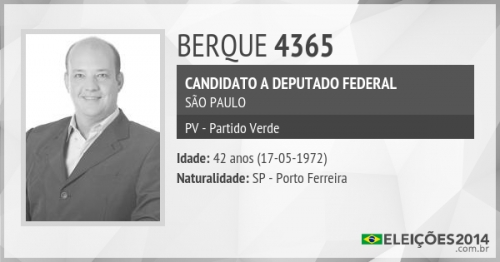 BERQUE 4365
CANDIDATO A DEPUTADO FEDERAL
SÃO PAULO
PV - Partido Verde
Idade: 42 anos (17-05-1972)
Naturalidade: SP - Porto Ferreira
ELEIÇÕES2014
.com.br